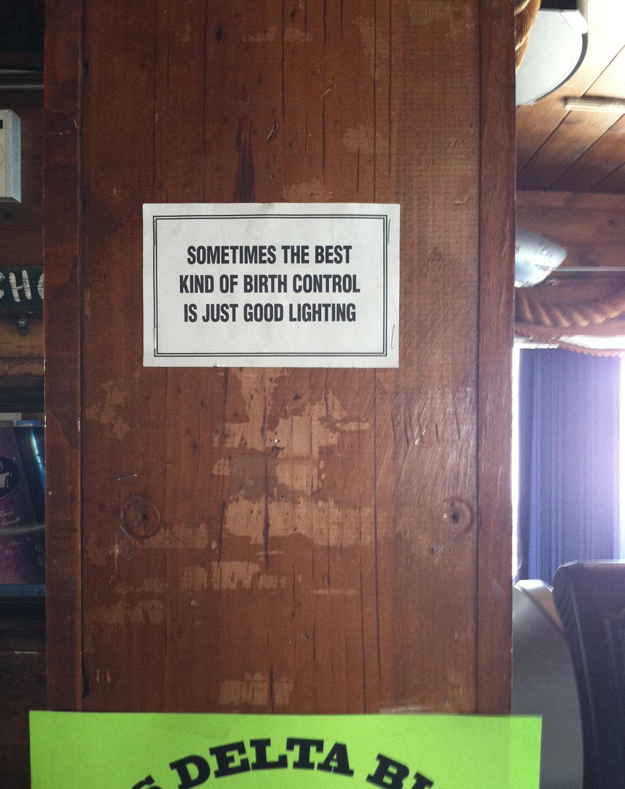 SOMETIMES THE BEST
KIND OF BIRTH CONTROL
IS JUST GOOD LIGHTING
DELTA